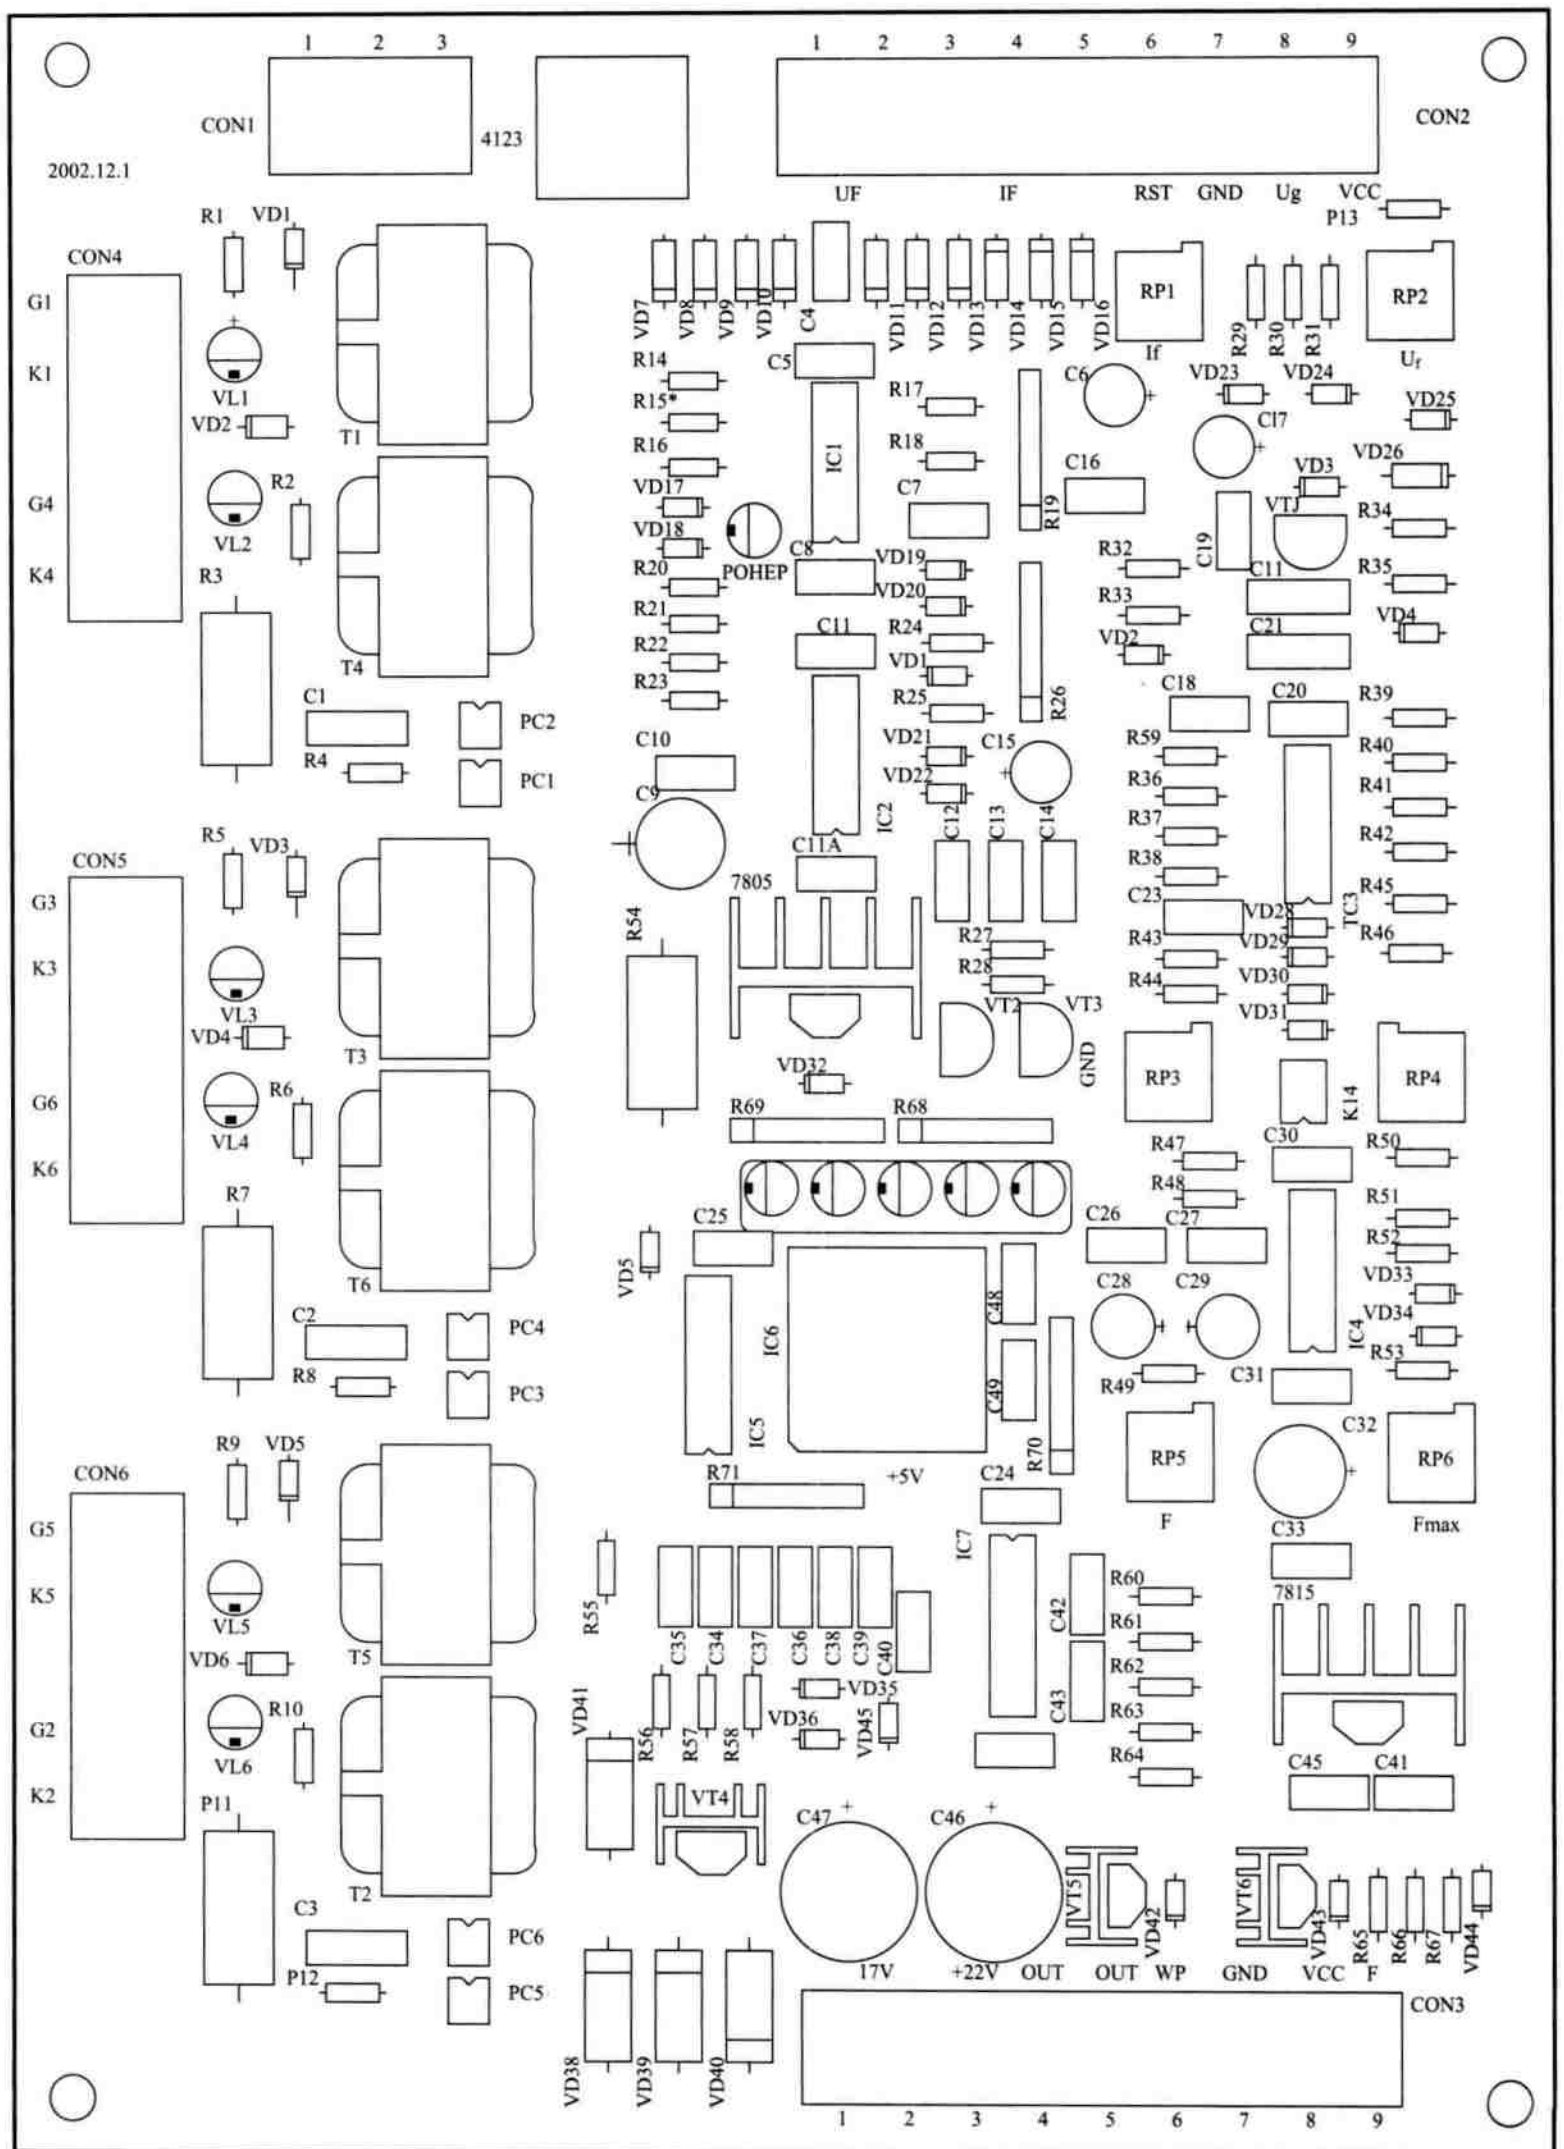 1 2 3 1 2 3 4 5 6 7 8 9
CON1 4123 CON2
2002.12.1
UF IF RST GND Ug VCC
P13
R1 VD1
CON4
G1
K1
VL1
VD2
T1
G4
R2
VL2
K4
R3
T4
C1
PC2
R4
PC1
VD7 VD8 VD9 VD10 C4 VD11 VD12 VD13 VD14 VD15 VD16
RP1
If
R29 R30 R31
RP2
Ur
C5
R14
R15*
R16
VD17
VD18
R20
R21
R22
R23
POHEP
IC1
C8
C11
R17
R18
C7
R19
C6
C16
VD19
VD20
R24
VD1
R25
R26
VD21
VD22
C15
VD23 VD24
VD25
C17
VD26
VD3
VTJ
R34
C19
R32
C11
R35
R33
VD4
VD2
C21
C18 C20 R39
R59 R40
R36 R41
R37 R42
R38
C23 R45
VD28
TC3
R43 VD29 R46
R44 VD30
VD31
C10
C9
IC2
C11A
C12 C13 C14
7805
R54
R27
R28
VT2 VT3
GND
VD32
RP3 K14 RP4
R69 R68
R47 C30 R50
R48 R51
C26 C27 R52
VD33
C28 C29 VD34
IC4
R53
R49 C31
C32
RP5 RP6
F Fmax
C33
7815
CON5
R5 VD3
G3
K3
VL3
VD4
T3
G6
R6
VL4
K6
R7
T6
C2
PC4
R8
PC3
C25
VD5
IC6
IC5
C48
C49
R70
R71
+5V
C24
IC7
R55
C35 C34 C37 C36 C38 C39 C40
C42
C43
R60
R61
R62
R63
R64
VD41
R56 R57 R58
VD35
VD36
VD45
VT4
C45 C41
CON6
R9 VD5
G5
K5
VL5
VD6
T5
G2
R10
VL6
K2
P11
T2
C3
PC6
P12
PC5
C47 C46
VT5
VD42
VT6
VD43 R65 R66 R67 VD44
17V +22V OUT OUT WP GND VCC F
CON3
VD38 VD39 VD40
1 2 3 4 5 6 7 8 9